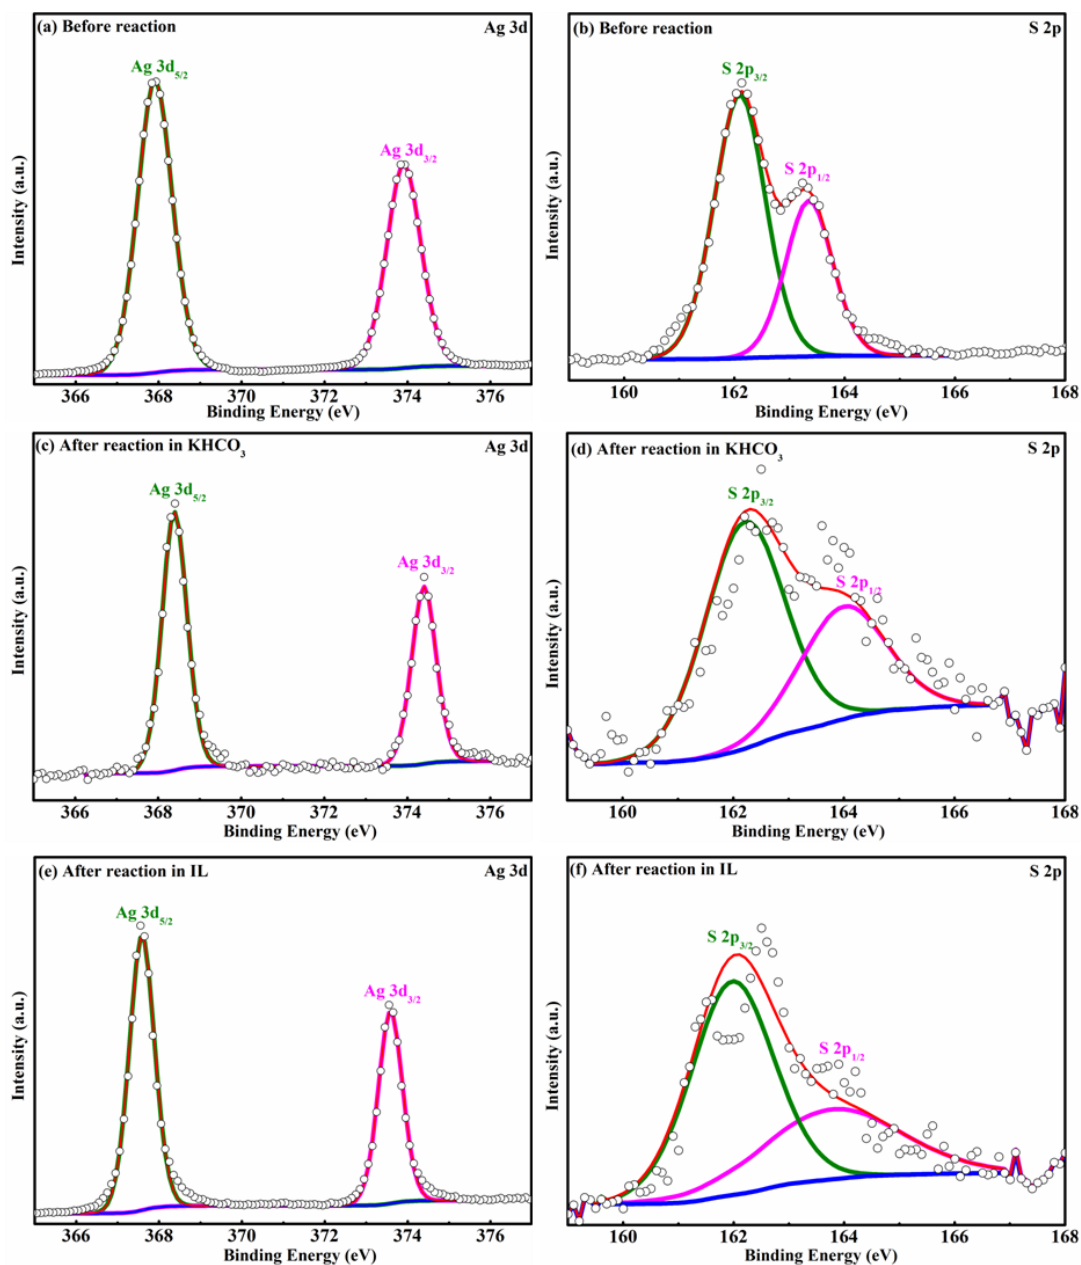 (a) Before reaction
Ag 3d
Ag 3d5/2
Ag 3d3/2
Intensity (a.u.)
366 368 370 372 374 376
Binding Energy (eV)
(b) Before reaction
S 2p
S 2p3/2
S 2p1/2
Intensity (a.u.)
160 162 164 166 168
Binding Energy (eV)
(c) After reaction in KHCO3
Ag 3d
Ag 3d5/2
Ag 3d3/2
Intensity (a.u.)
366 368 370 372 374 376
Binding Energy (eV)
(d) After reaction in KHCO3
S 2p
S 2p3/2
S 2p1/2
Intensity (a.u.)
160 162 164 166 168
Binding Energy (eV)
(e) After reaction in IL
Ag 3d
Ag 3d5/2
Ag 3d3/2
Intensity (a.u.)
366 368 370 372 374 376
Binding Energy (eV)
(f) After reaction in IL
S 2p
S 2p3/2
S 2p1/2
Intensity (a.u.)
160 162 164 166 168
Binding Energy (eV)